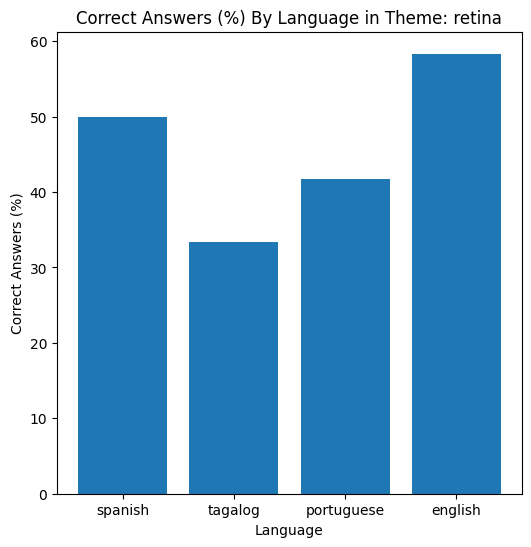 Correct Answers (%) By Language in Theme: retina
60
50
40
30
20
10
0
Correct Answers (%)
spanish tagalog portuguese english
Language